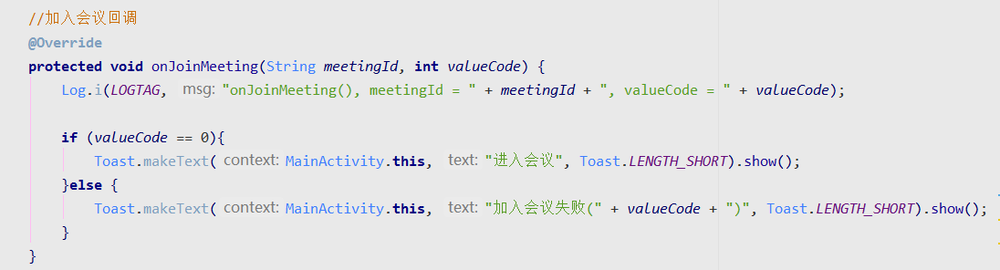 //加入会议回调
@Override
protected void onJoinMeeting(String meetingId, int valueCode) {
Log.i(LOGTAG, msg: "onJoinMeeting(), meetingId = " + meetingId + ", valueCode = " + valueCode);
if (valueCode == 0){
Toast.makeText( context: MainActivity.this, text: "进入会议", Toast.LENGTH_SHORT).show();
}else {
Toast.makeText( context: MainActivity.this, text: "加入会议失败(" + valueCode + ")", Toast.LENGTH_SHORT).show();
}
}